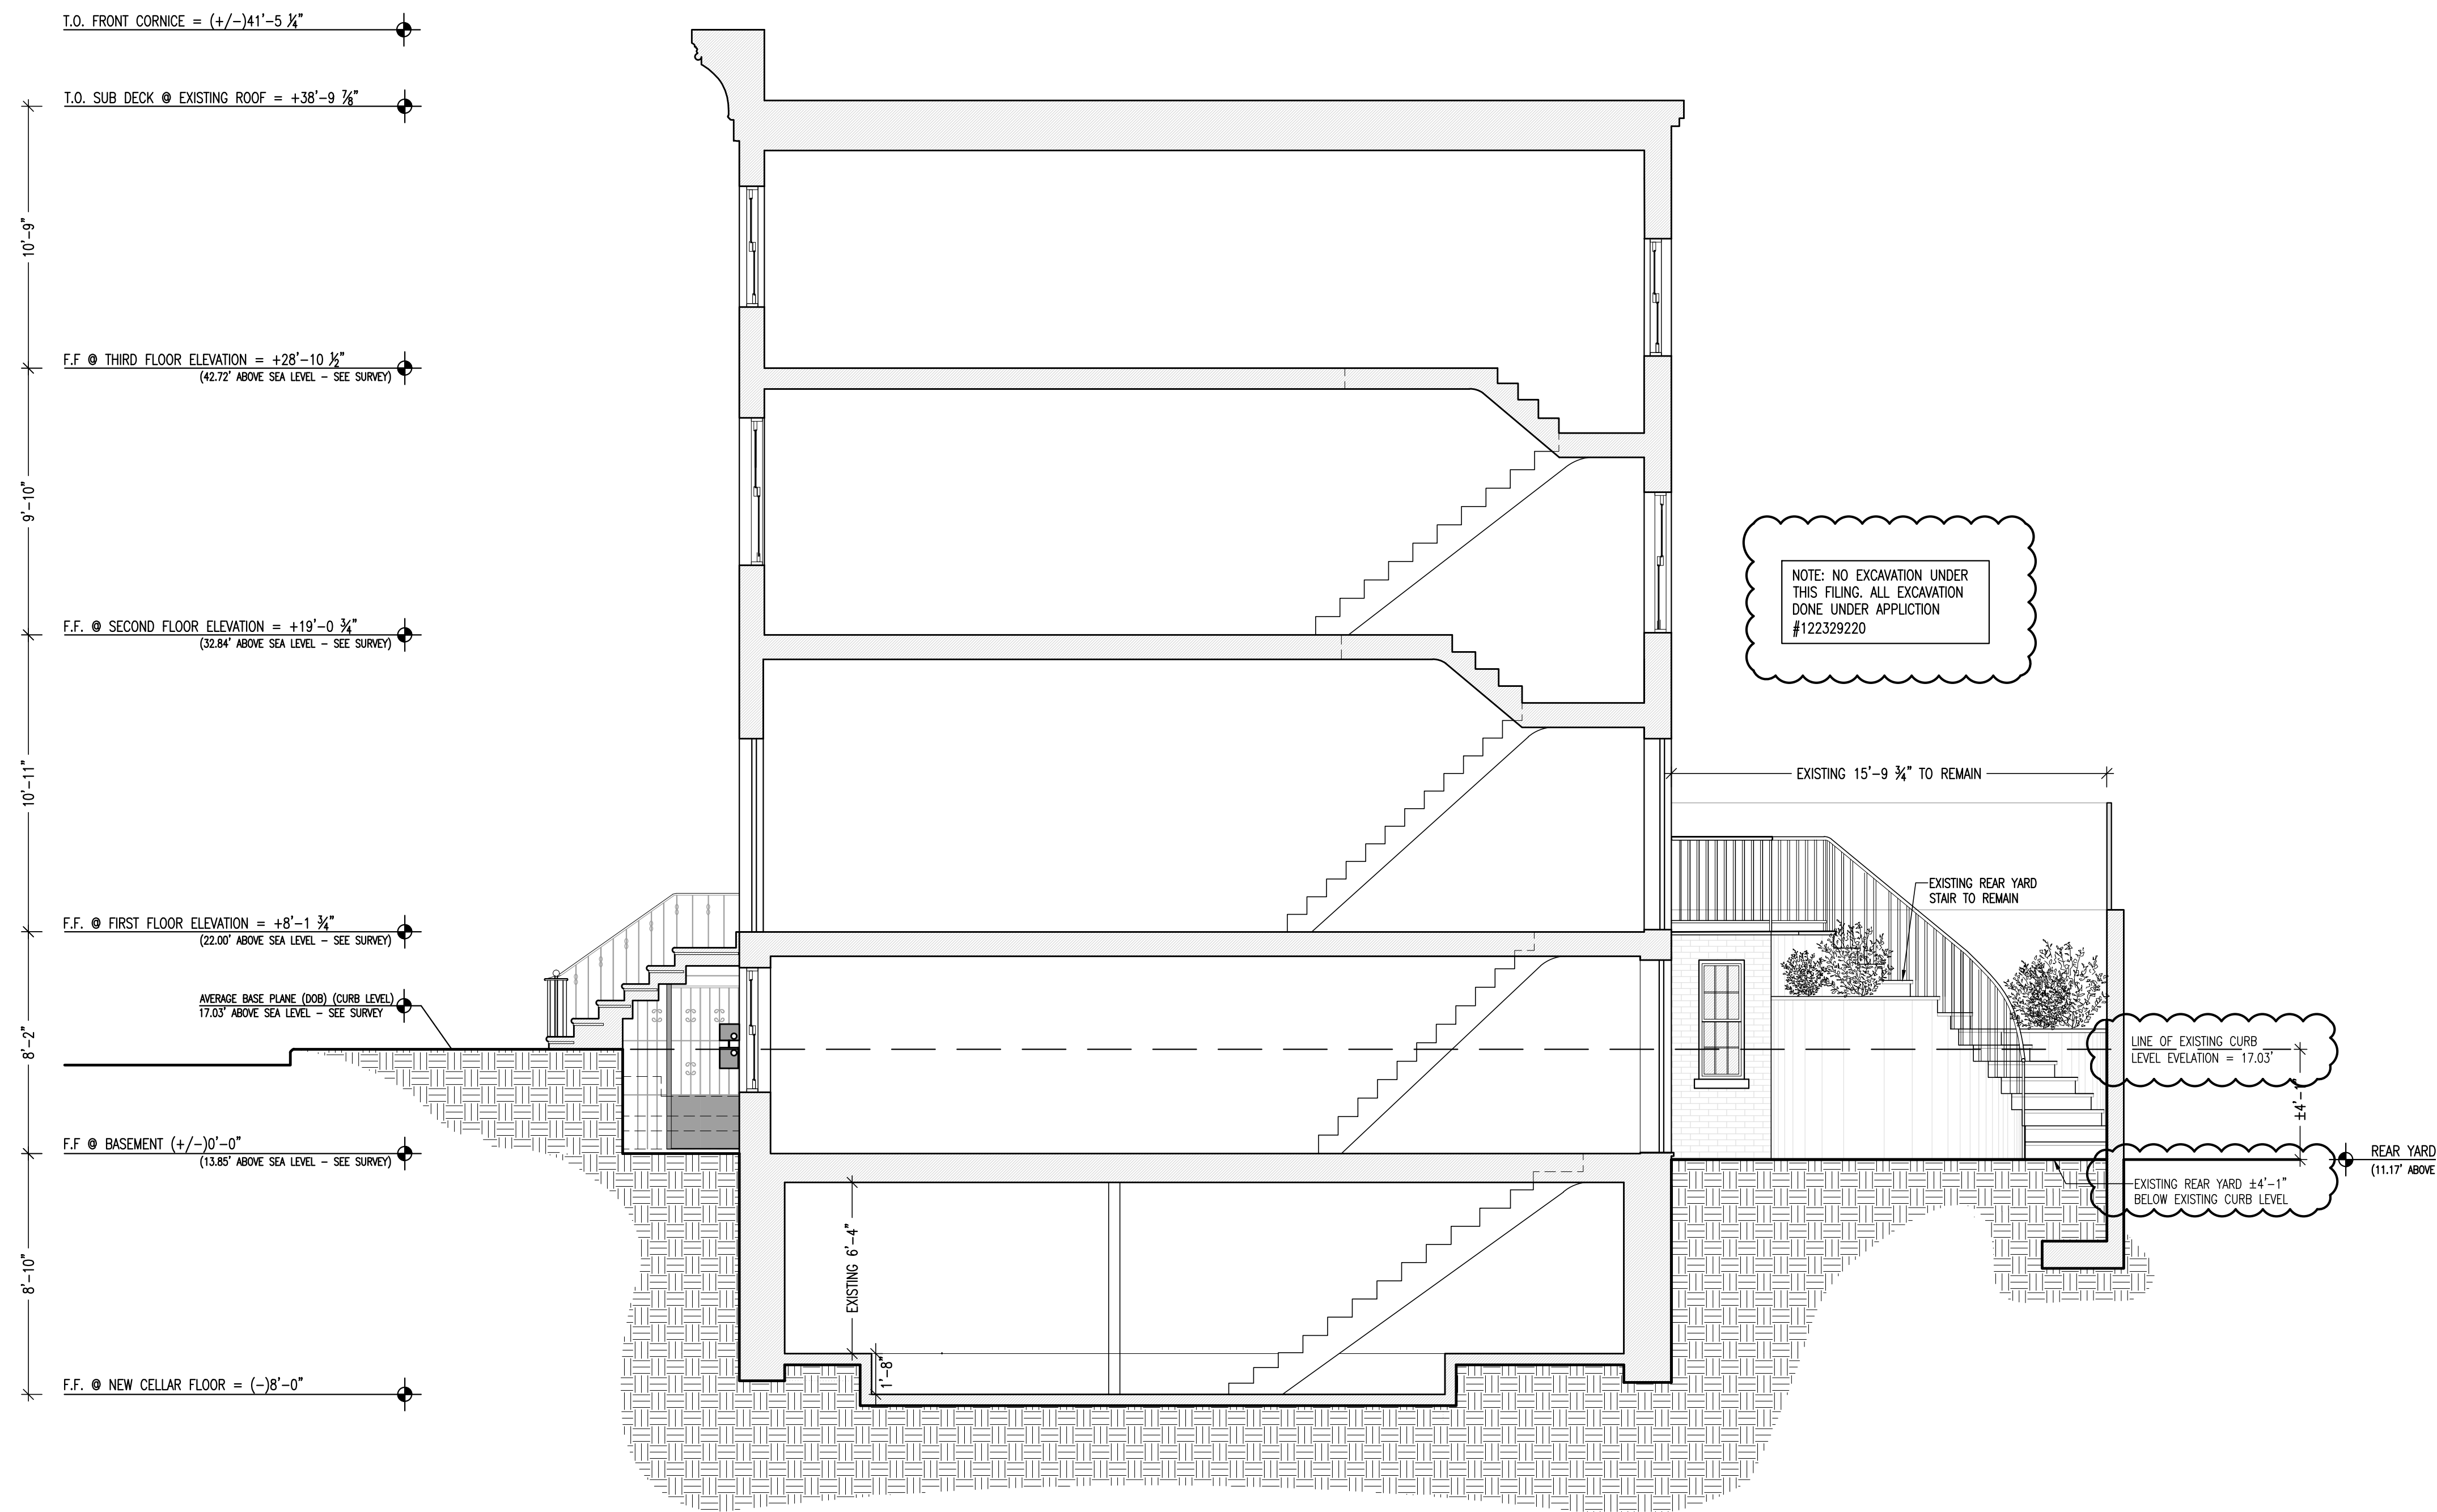 T.O. FRONT CORNICE = (+/-)41'-5 ¼"
T.O. SUB DECK @ EXISTING ROOF = +38'-9 ⅞"
10'-9"
F.F @ THIRD FLOOR ELEVATION = +28'-10 ½"
(42.72' ABOVE SEA LEVEL - SEE SURVEY)
9'-10"
NOTE: NO EXCAVATION UNDER
THIS FILING. ALL EXCAVATION
DONE UNDER APPLICTION
#122329220
F.F. @ SECOND FLOOR ELEVATION = +19'-0 ¾"
(32.84' ABOVE SEA LEVEL - SEE SURVEY)
10'-11"
EXISTING 15'-9 ¾" TO REMAIN
EXISTING REAR YARD
STAIR TO REMAIN
F.F. @ FIRST FLOOR ELEVATION = +8'-1 ¾"
(22.00' ABOVE SEA LEVEL - SEE SURVEY)
AVERAGE BASE PLANE (DOB) (CURB LEVEL)
17.03' ABOVE SEA LEVEL - SEE SURVEY
8'-2"
LINE OF EXISTING CURB
LEVEL EVELATION = 17.03'
±4'-
F.F @ BASEMENT (+/-)0'-0"
(13.85' ABOVE SEA LEVEL - SEE SURVEY)
REAR YARD
(11.17' ABOVE
EXISTING REAR YARD ±4'-1"
BELOW EXISTING CURB LEVEL
8'-10"
EXISTING 6'-4"
1'-8"
F.F. @ NEW CELLAR FLOOR = (-)8'-0"